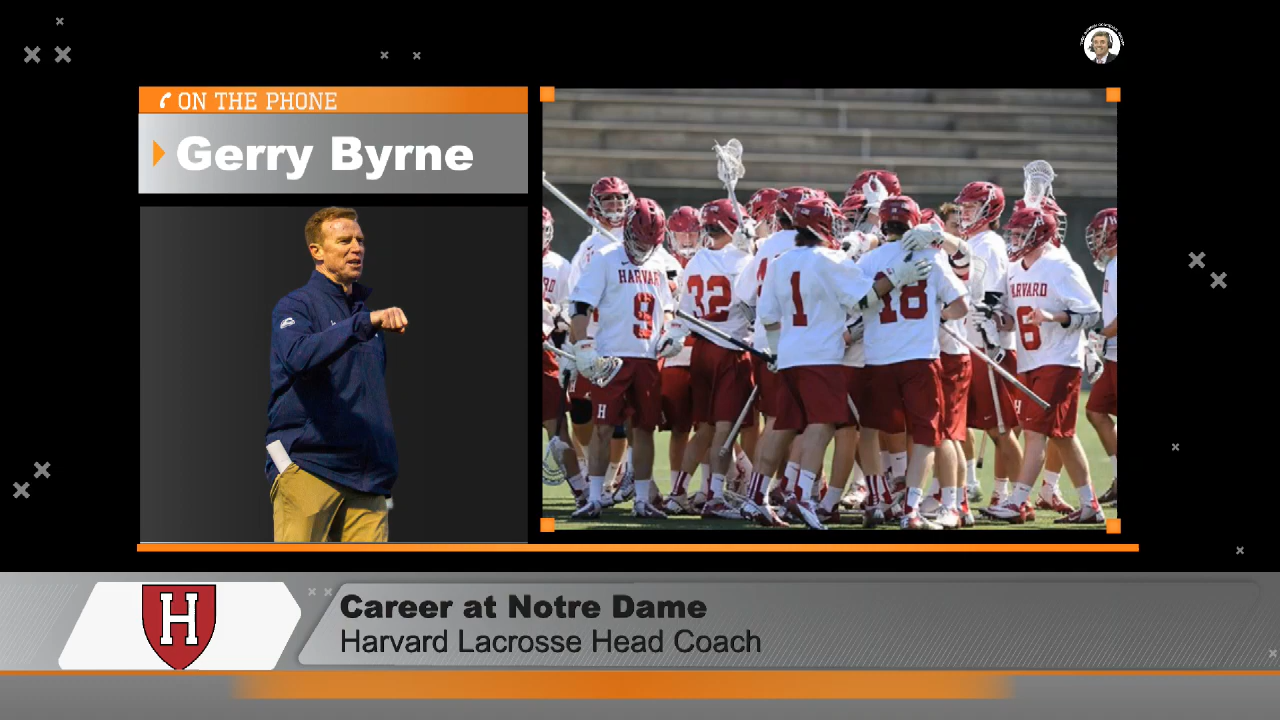 ON THE PHONE
Gerry Byrne
HARVARD
9
32
1
18
HARVARD
6
H
H
Career at Notre Dame
Harvard Lacrosse Head Coach